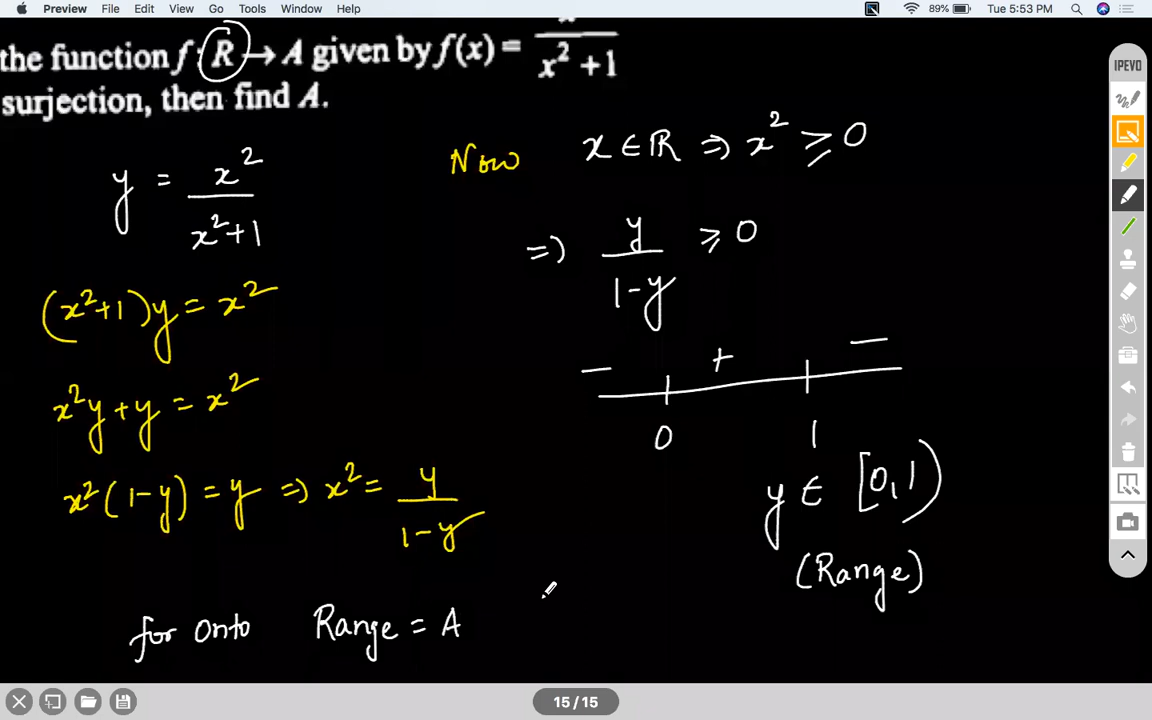 Preview File Edit View Go Tools Window Help 89% Tue 5:53 PM
the function f R → A given by f(x) = x² / x² + 1
surjection, then find A.
IPEVO
y = x² / x²+1
(x²+1)y = x²
x²y + y = x²
x²(1-y) = y ⇒ x² = y / 1-y
for onto Range = A
Now x ∈ ℝ ⇒ x² ≥ 0
⇒ y / 1-y ≥ 0
− + −
0 1
y ∈ [0,1)
(Range)
15 / 15